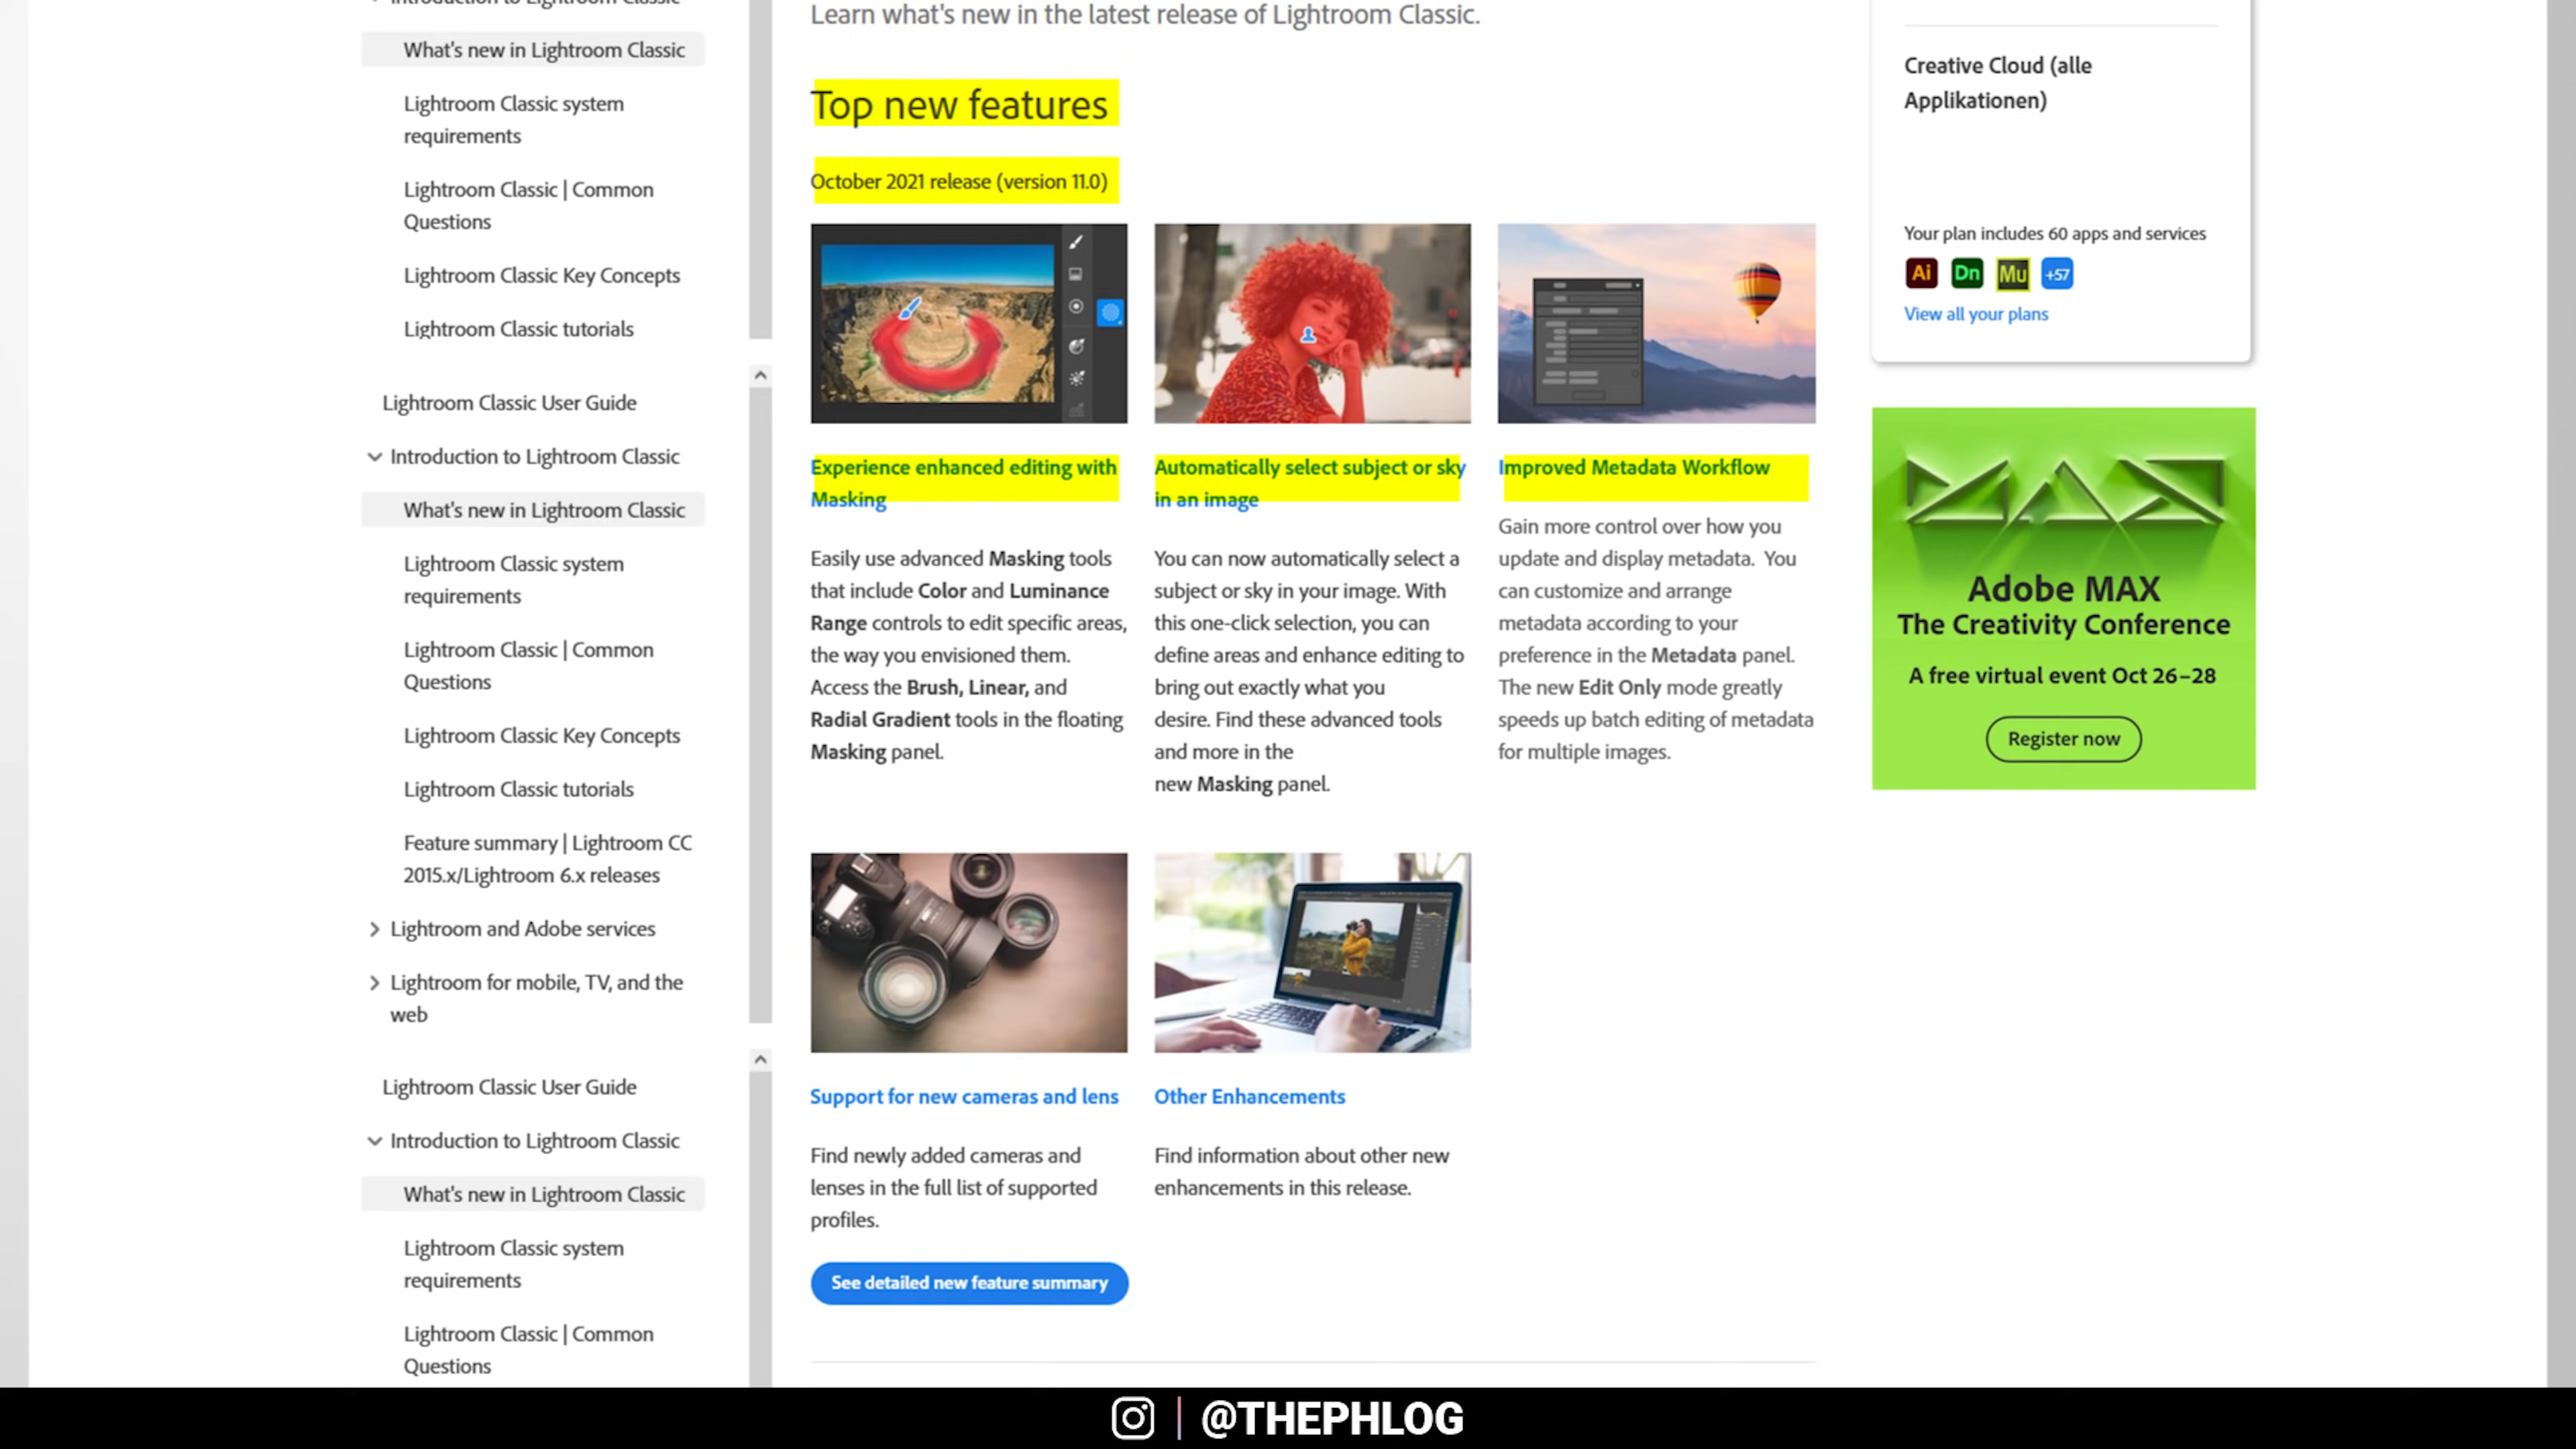 Introduction to Lightroom Classic
What's new in Lightroom Classic
Lightroom Classic system
requirements
Lightroom Classic | Common
Questions
Lightroom Classic Key Concepts
Lightroom Classic tutorials
Lightroom Classic User Guide
Introduction to Lightroom Classic
What's new in Lightroom Classic
Lightroom Classic system
requirements
Lightroom Classic | Common
Questions
Lightroom Classic Key Concepts
Lightroom Classic tutorials
Feature summary | Lightroom CC
2015.x/Lightroom 6.x releases
Lightroom and Adobe services
Lightroom for mobile, TV, and the
web
Lightroom Classic User Guide
Introduction to Lightroom Classic
What's new in Lightroom Classic
Lightroom Classic system
requirements
Lightroom Classic | Common
Questions
Learn what's new in the latest release of Lightroom Classic.
Top new features
October 2021 release (version 11.0)
Experience enhanced editing with
Masking
Easily use advanced Masking tools
that include Color and Luminance
Range controls to edit specific areas,
the way you envisioned them.
Access the Brush, Linear, and
Radial Gradient tools in the floating
Masking panel.
Automatically select subject or sky
in an image
You can now automatically select a
subject or sky in your image. With
this one-click selection, you can
define areas and enhance editing to
bring out exactly what you
desire. Find these advanced tools
and more in the
new Masking panel.
Improved Metadata Workflow
Gain more control over how you
update and display metadata. You
can customize and arrange
metadata according to your
preference in the Metadata panel.
The new Edit Only mode greatly
speeds up batch editing of metadata
for multiple images.
Support for new cameras and lens
Find newly added cameras and
lenses in the full list of supported
profiles.
Other Enhancements
Find information about other new
enhancements in this release.
See detailed new feature summary
Creative Cloud (alle
Applikationen)
Your plan includes 60 apps and services
Ai Dn Mu +57
View all your plans
MAX
Adobe MAX
The Creativity Conference
A free virtual event Oct 26–28
Register now
@THEPHLOG